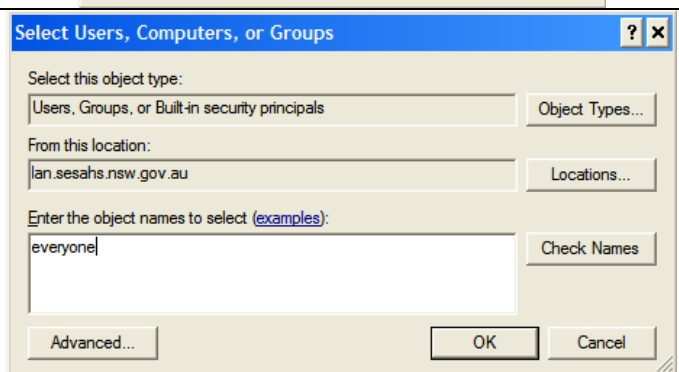 Select Users, Computers, or Groups
Select this object type:
Users, Groups, or Built-in security principals
Object Types...
From this location:
lan.sesahs.nsw.gov.au
Locations...
Enter the object names to select (examples):
everyone
Check Names
Advanced...
OK
Cancel